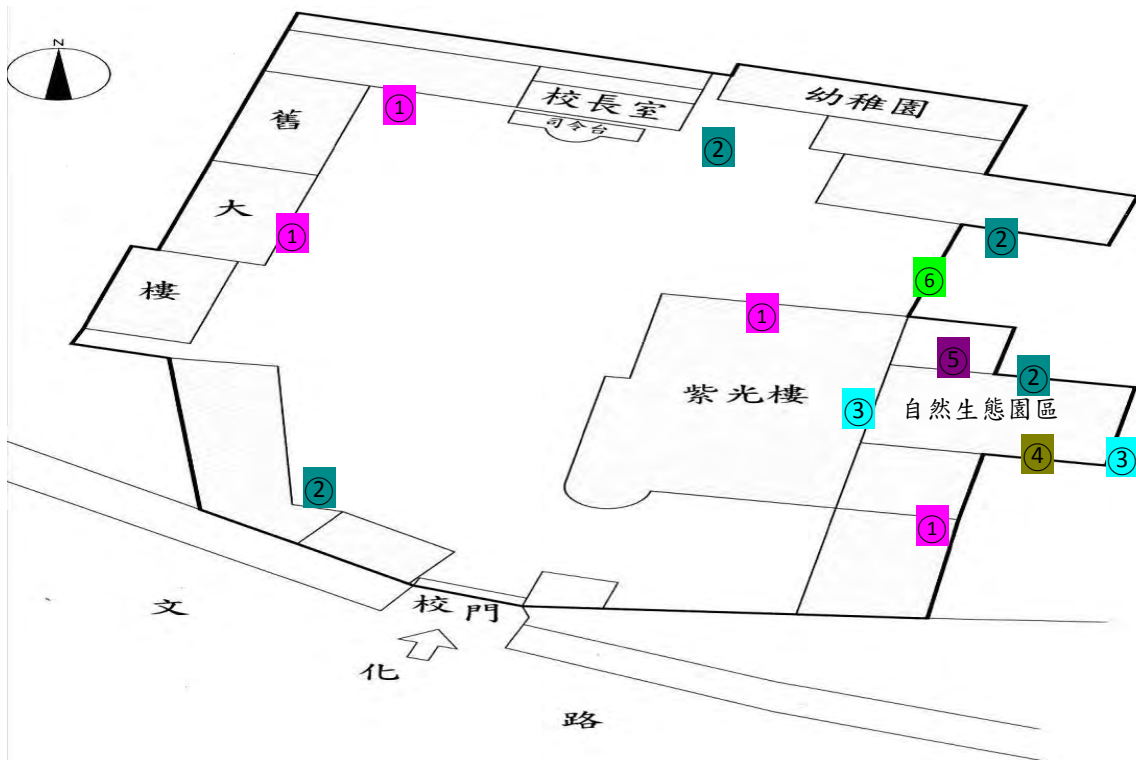 N
舊
①
校長室
司令台
幼稚園
②
大
①
②
樓
⑥
①
⑤
②
紫光樓
③
自然生態園區
④
③
②
①
校門
文
化
路